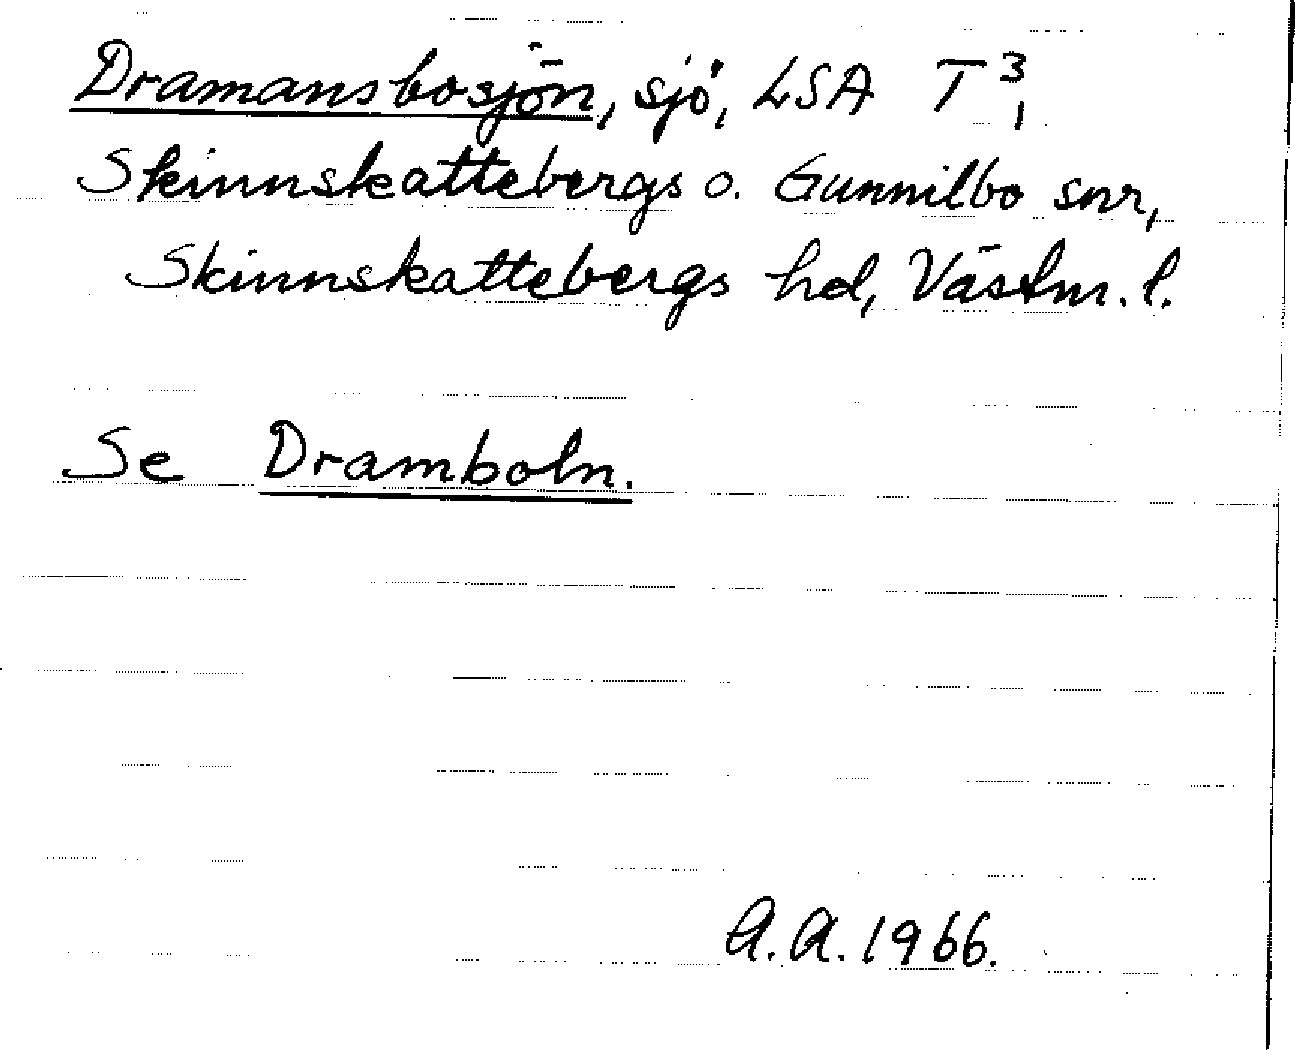 Dramansbosjön, sjö, LSA T 3/1
Skinnskattebergs o. Gunnilbo snr,
Skinnskattebergs hd, Västm. l.
Se Dramboln.
A.A. 1966.